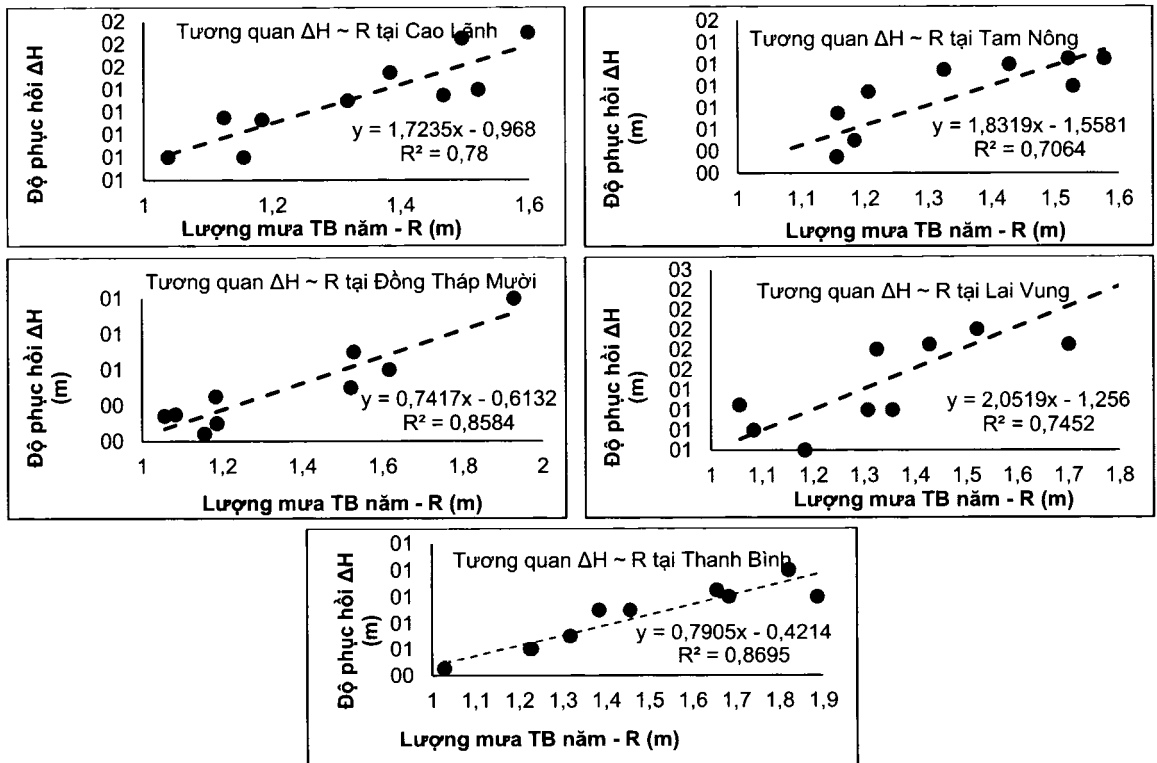 Tương quan ΔH ~ R tại Cao Lãnh
Độ phục hồi ΔH
(m)
02
02
02
01
01
01
01
01
y = 1,7235x - 0,968
R² = 0,78
1 1,2 1,4 1,6
Lượng mưa TB năm - R (m)
Tương quan ΔH ~ R tại Tam Nông
Độ phục hồi ΔH
(m)
02
01
01
01
01
01
00
00
y = 1,8319x - 1,5581
R² = 0,7064
1 1,1 1,2 1,3 1,4 1,5 1,6
Lượng mưa TB năm - R (m)
Tương quan ΔH ~ R tại Đồng Tháp Mười
Độ phục hồi ΔH
(m)
01
01
01
00
00
y = 0,7417x - 0,6132
R² = 0,8584
1 1,2 1,4 1,6 1,8 2
Lượng mưa TB năm - R (m)
Tương quan ΔH ~ R tại Lai Vung
Độ phục hồi ΔH
(m)
03
02
02
02
02
02
01
01
01
01
y = 2,0519x - 1,256
R² = 0,7452
1 1,1 1,2 1,3 1,4 1,5 1,6 1,7 1,8
Lượng mưa TB năm - R (m)
Tương quan ΔH ~ R tại Thanh Bình
Độ phục hồi ΔH
(m)
01
01
01
01
01
00
y = 0,7905x - 0,4214
R² = 0,8695
1 1,1 1,2 1,3 1,4 1,5 1,6 1,7 1,8 1,9
Lượng mưa TB năm - R (m)